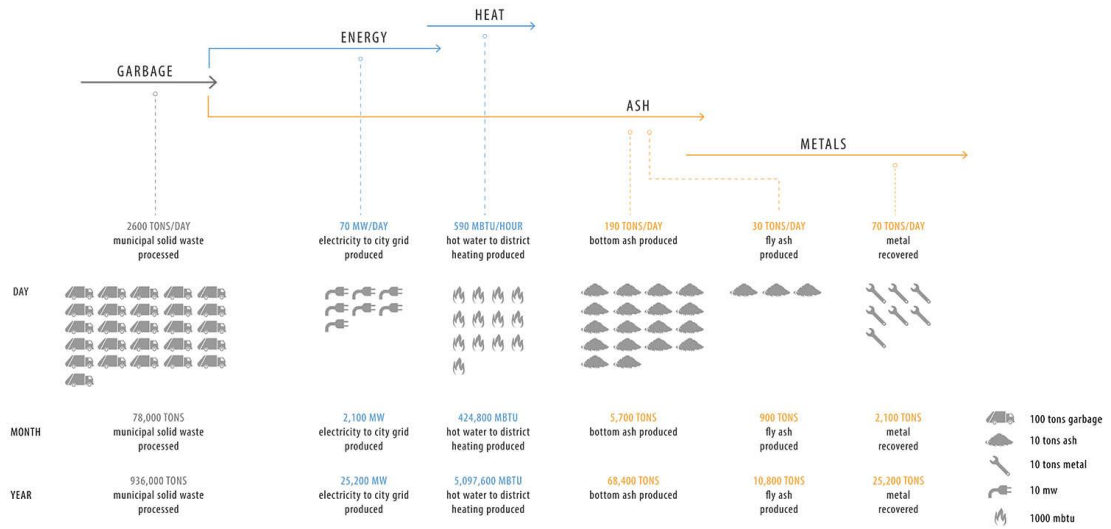 HEAT
ENERGY
GARBAGE
ASH
METALS
2600 TONS/DAY
municipal solid waste
processed
70 MW/DAY
electricity to city grid
produced
590 MBTU/HOUR
hot water to district
heating produced
190 TONS/DAY
bottom ash produced
30 TONS/DAY
fly ash
produced
70 TONS/DAY
metal
recovered
DAY
MONTH
78,000 TONS
municipal solid waste
processed
2,100 MW
electricity to city grid
produced
424,800 MBTU
hot water to district
heating produced
5,700 TONS
bottom ash produced
900 TONS
fly ash
produced
2,100 TONS
metal
recovered
YEAR
936,000 TONS
municipal solid waste
processed
25,200 MW
electricity to city grid
produced
5,097,600 MBTU
hot water to district
heating produced
68,400 TONS
bottom ash produced
10,800 TONS
fly ash
produced
25,200 TONS
metal
recovered
100 tons garbage
10 tons ash
10 tons metal
10 mw
1000 mbtu